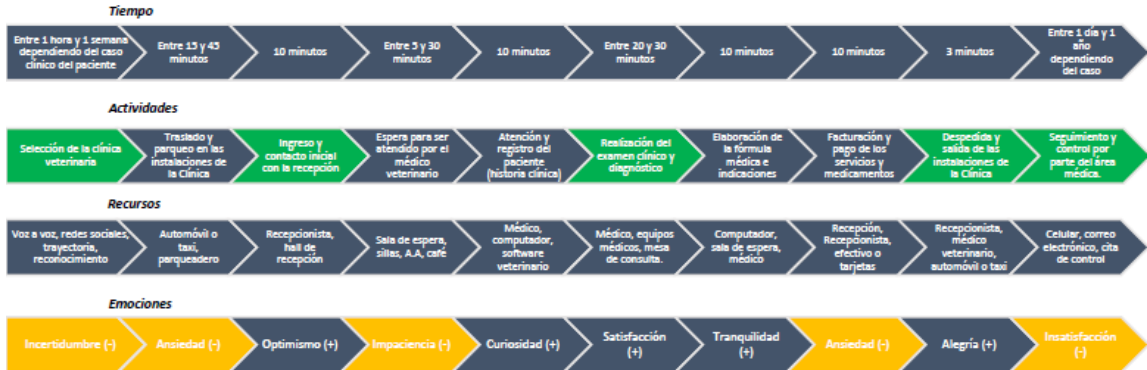 Tiempo
Entre 1 hora y 1 semana
dependiendo del caso
clínico del paciente
Entre 15 y 45
minutos
10 minutos
Entre 5 y 30
minutos
10 minutos
Entre 20 y 30
minutos
10 minutos
10 minutos
3 minutos
Entre 1 día y 1
año
dependiendo
del caso
Actividades
Selección de la clínica
veterinaria
Traslado y
parqueo en las
instalaciones de
la Clínica
Ingreso y
contacto inicial
con la recepción
Espera para ser
atendido por el
médico
veterinario
Atención y
registro del
paciente
(historia clínica)
Realización del
examen clínico y
diagnóstico
Elaboración de
la fórmula
médica e
indicaciones
Facturación y
pago de los
servicios y
medicamentos
Despedida y
salida de las
instalaciones de
la Clínica
Seguimiento y
control por
parte del área
médica.
Recursos
Voz a voz, redes sociales,
trayectoria,
reconocimiento
Automóvil o
taxi,
parqueadero
Recepcionista,
hall de
recepción
Sala de espera,
sillas, A.A, café
Médico,
computador,
software
veterinario
Médico, equipos
médicos, mesa
de consulta.
Computador,
sala de espera,
médico
Recepción,
Recepcionista,
efectivo o
tarjetas
Recepcionista,
médico
veterinario,
automóvil o taxi
Celular, correo
electrónico, cita
de control
Emociones
Incertidumbre (-)
Ansiedad (-)
Optimismo (+)
Impaciencia (-)
Curiosidad (+)
Satisfacción
(+)
Tranquilidad
(+)
Ansiedad (-)
Alegría (+)
Insatisfacción
(-)